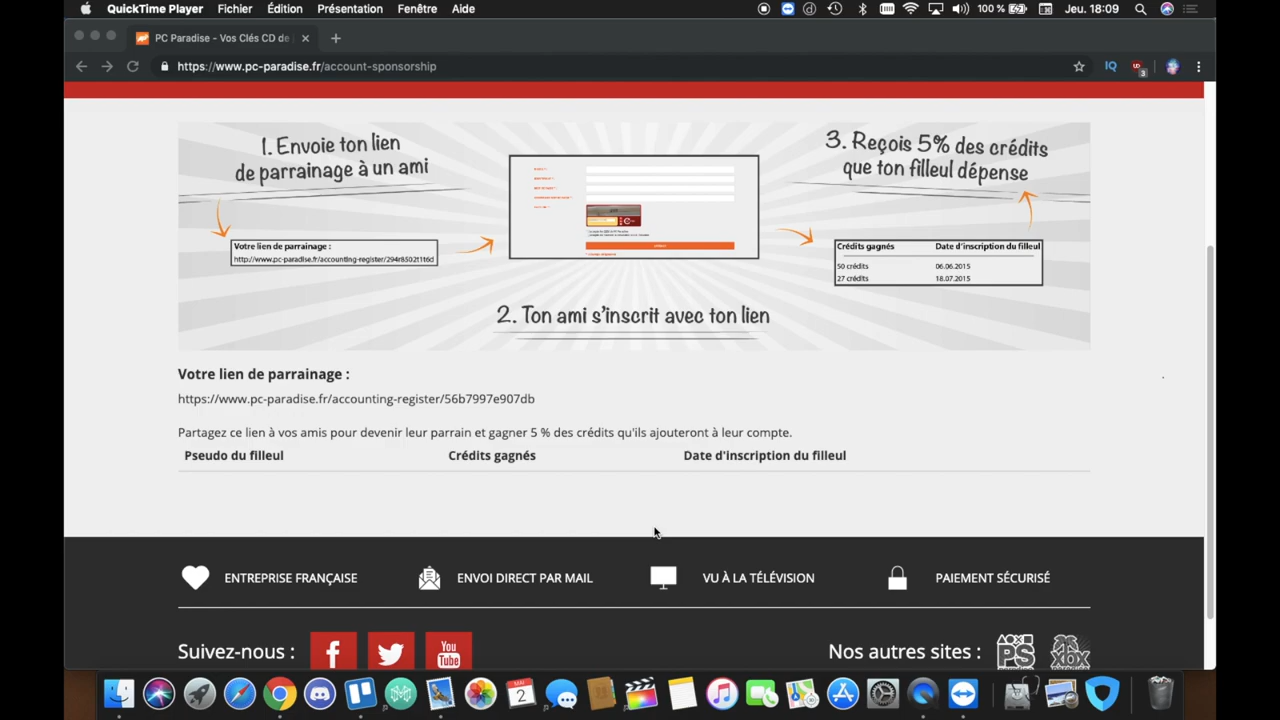 QuickTime Player Fichier Édition Présentation Fenêtre Aide 100 % Jeu. 18:09
PC Paradise - Vos Clés CD de
https://www.pc-paradise.fr/account-sponsorship
IQ
3
1. Envoie ton lien
de parrainage à un ami
3. Reçois 5% des crédits
que ton filleul dépense
Votre lien de parrainage :
http://www.pc-paradise.fr/accounting-register/294r8502t1t6d
Crédits gagnés Date d'inscription du filleul
50 crédits 06.06.2015
27 crédits 18.07.2015
2. Ton ami s'inscrit avec ton lien
Votre lien de parrainage :
https://www.pc-paradise.fr/accounting-register/56b7997e907db
Partagez ce lien à vos amis pour devenir leur parrain et gagner 5 % des crédits qu'ils ajouteront à leur compte.
Pseudo du filleul Crédits gagnés Date d'inscription du filleul
ENTREPRISE FRANÇAISE ENVOI DIRECT PAR MAIL VU À LA TÉLÉVISION PAIEMENT SÉCURISÉ
Suivez-nous : You Tube Nos autres sites : PS
2